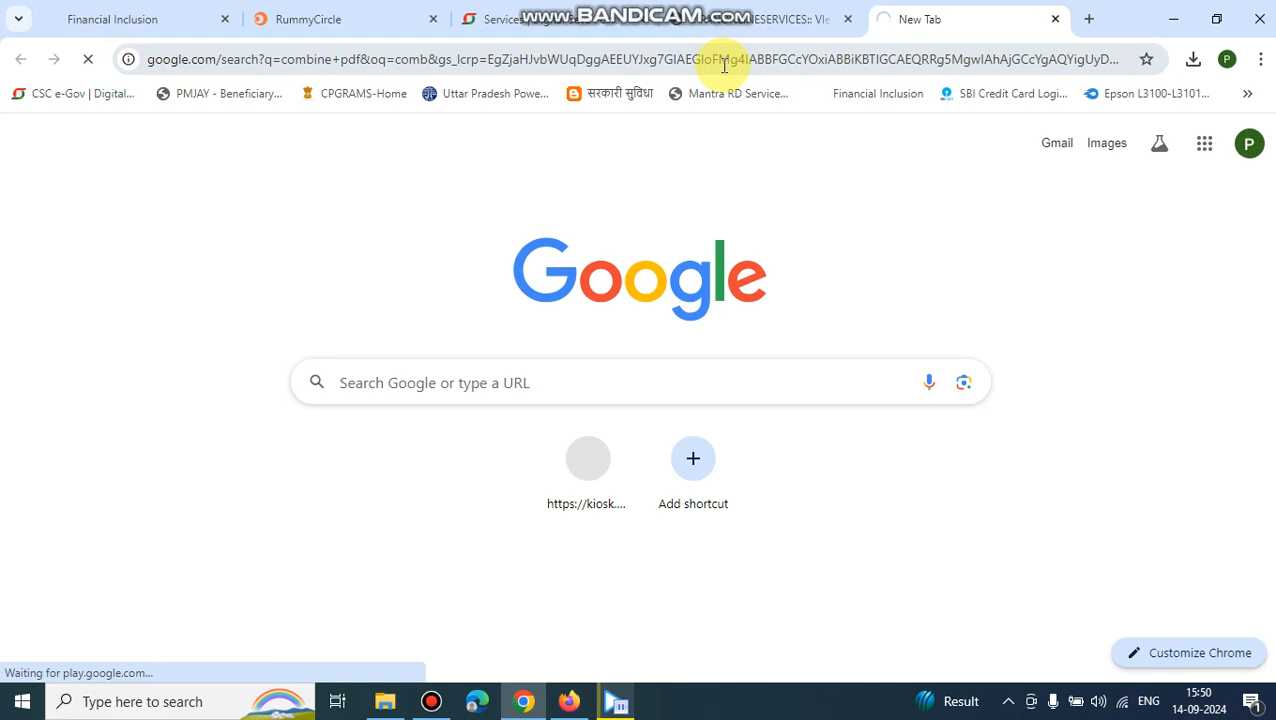 Financial Inclusion
RummyCircle
Services
WWW.BANDICAM.COM
ESERVICES:: Vie
New Tab
google.com/search?q=combine+pdf&oq=comb&gs_lcrp=EgZjaHJvbWUqDggAEEUYJxg7GIAEGIoFMg4IABBFGCcYOxiABBiKBTIGCAEQRRg5MgwIAhAjGCcYgAQYigUyD...
CSC e-Gov | Digital...
PMJAY - Beneficiary...
CPGRAMS-Home
Uttar Pradesh Powe...
सरकारी सुविधा
Mantra RD Service...
Financial Inclusion
SBI Credit Card Logi...
Epson L3100-L3101...
Gmail
Images
P
Google
Search Google or type a URL
https://kiosk....
Add shortcut
Customize Chrome
Waiting for play.google.com...
Type here to search
Result
ENG
15:50
14-09-2024